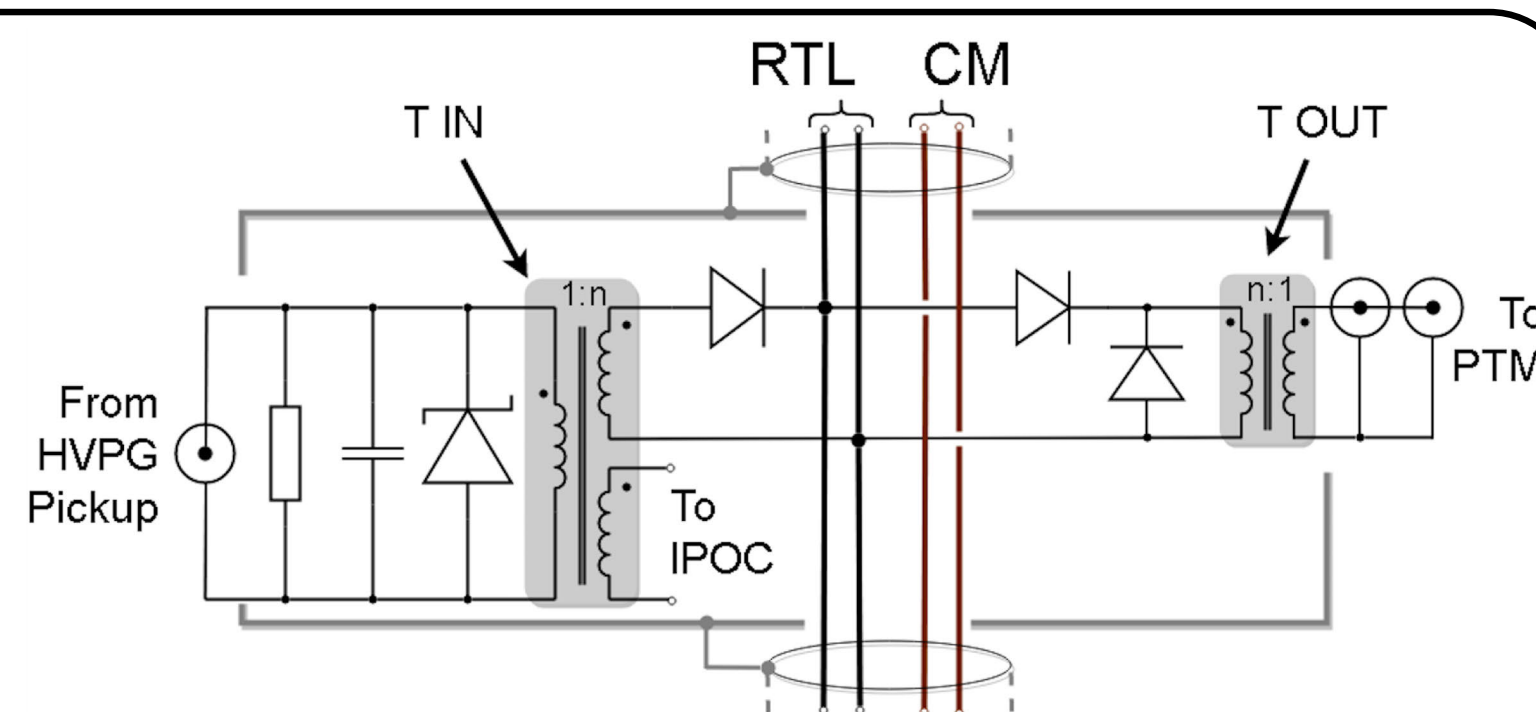 RTL CM
T IN
T OUT
1:n
n:1
From
HVPG
Pickup
To
IPOC
To
PTM